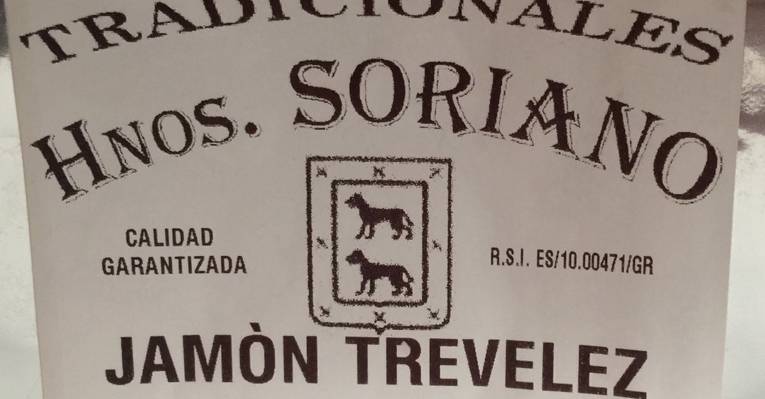 TRADICIONALES
HNOS. SORIANO
CALIDAD
GARANTIZADA
R.S.I. ES/10.00471/GR
JAMÒN TREVELEZ